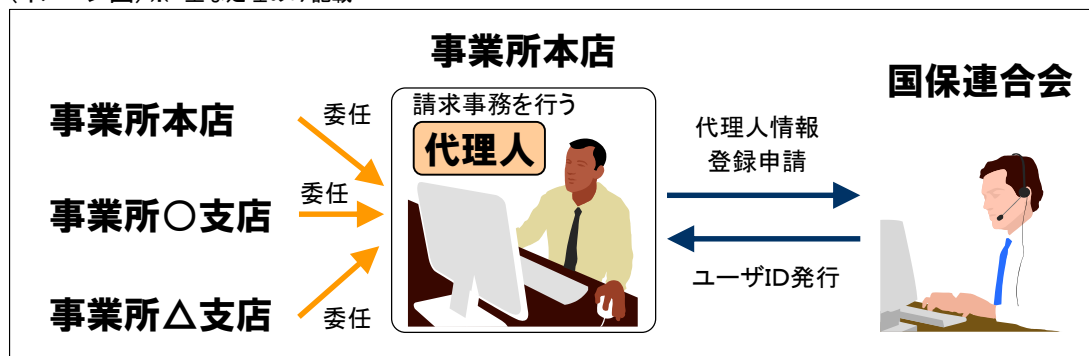 事業所本店
国保連合会
事業所本店
事業所○支店
事業所△支店
委任
委任
委任
請求事務を行う
代理人
代理人情報
登録申請
ユーザID発行